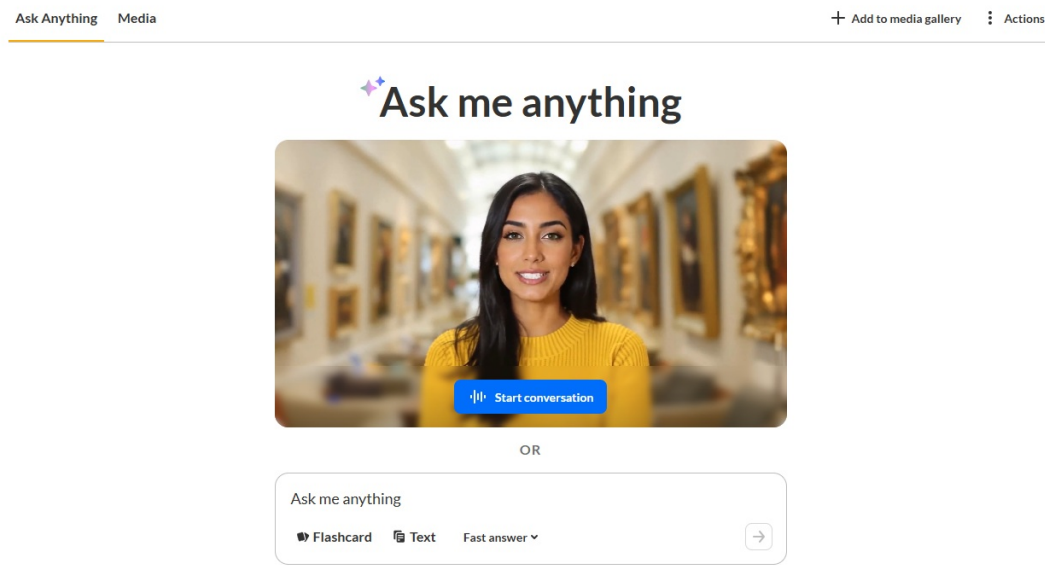 Ask Anything Media
Add to media gallery Actions
Ask me anything
Start conversation
OR
Ask me anything
Flashcard Text Fast answer